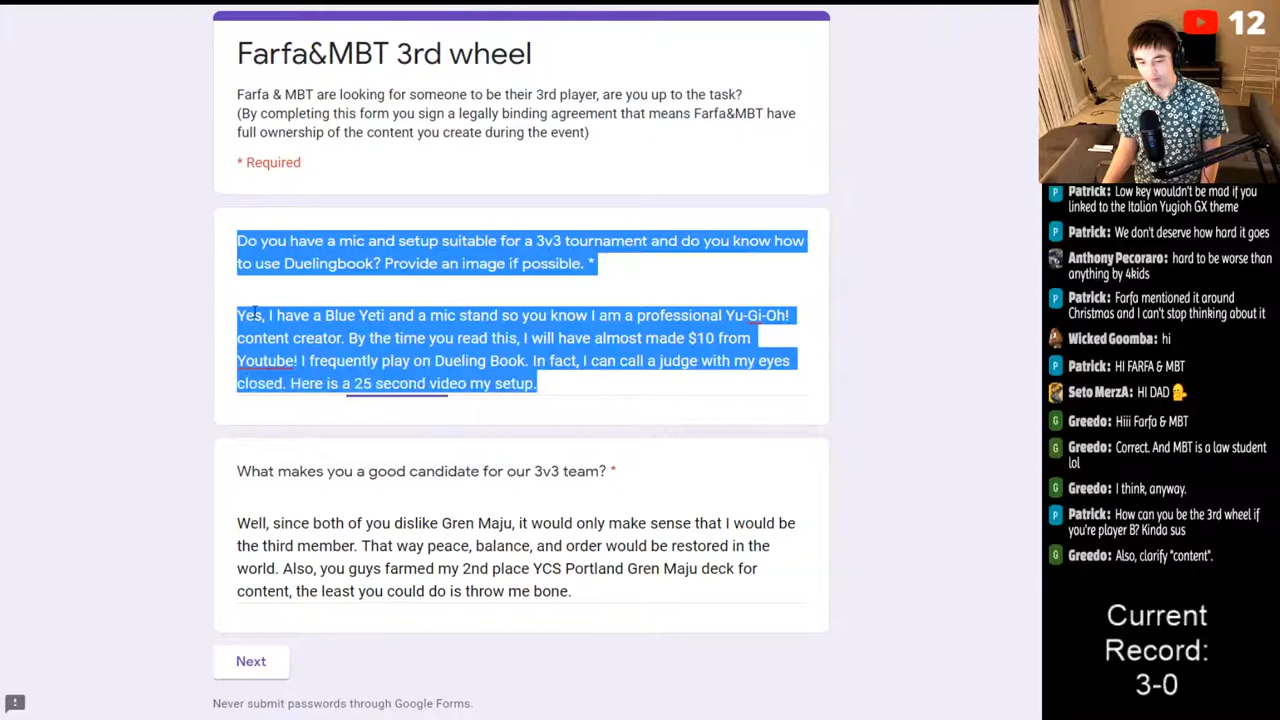 Farfa&MBT 3rd wheel
Farfa & MBT are looking for someone to be their 3rd player, are you up to the task?
(By completing this form you sign a legally binding agreement that means Farfa&MBT have
full ownership of the content you create during the event)
* Required
Do you have a mic and setup suitable for a 3v3 tournament and do you know how
to use Duelingbook? Provide an image if possible. *
Yes, I have a Blue Yeti and a mic stand so you know I am a professional Yu-Gi-Oh!
content creator. By the time you read this, I will have almost made $10 from
Youtube! I frequently play on Dueling Book. In fact, I can call a judge with my eyes
closed. Here is a 25 second video my setup.
What makes you a good candidate for our 3v3 team? *
Well, since both of you dislike Gren Maju, it would only make sense that I would be
the third member. That way peace, balance, and order would be restored in the
world. Also, you guys farmed my 2nd place YCS Portland Gren Maju deck for
content, the least you could do is throw me bone.
Next
Never submit passwords through Google Forms.
12
P Patrick: Low key wouldn't be mad if you
linked to the Italian Yugioh GX theme
P Patrick: We don't deserve how hard it goes
Anthony Pecoraro: hard to be worse than
anything by 4kids
P Patrick: Farfa mentioned it around
Christmas and I can't stop thinking about it
Wicked Goomba: hi
P Patrick: HI FARFA & MBT
Seto MerzA: HI DAD
G Greedo: Hiii Farfa & MBT
G Greedo: Correct. And MBT is a law student
lol
G Greedo: I think, anyway.
P Patrick: How can you be the 3rd wheel if
you're player B? Kinda sus
G Greedo: Also, clarify "content".
Current
Record:
3-0